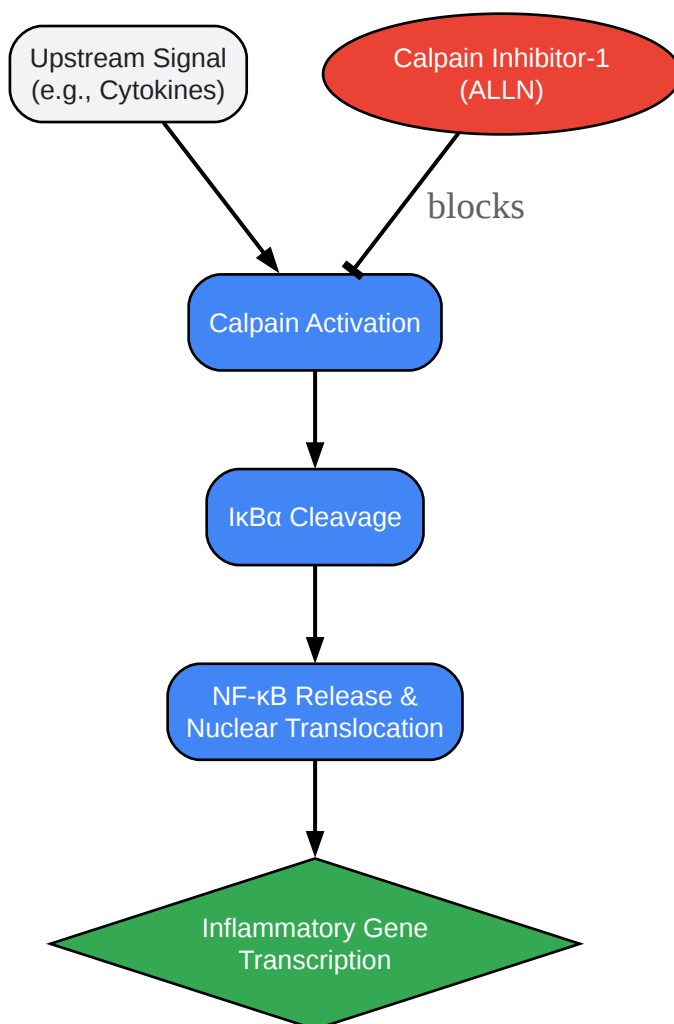 Upstream Signal
(e.g., Cytokines)
Calpain Inhibitor-1
(ALLN)
blocks
Calpain Activation
IκBα Cleavage
NF-κB Release &
Nuclear Translocation
Inflammatory Gene
Transcription